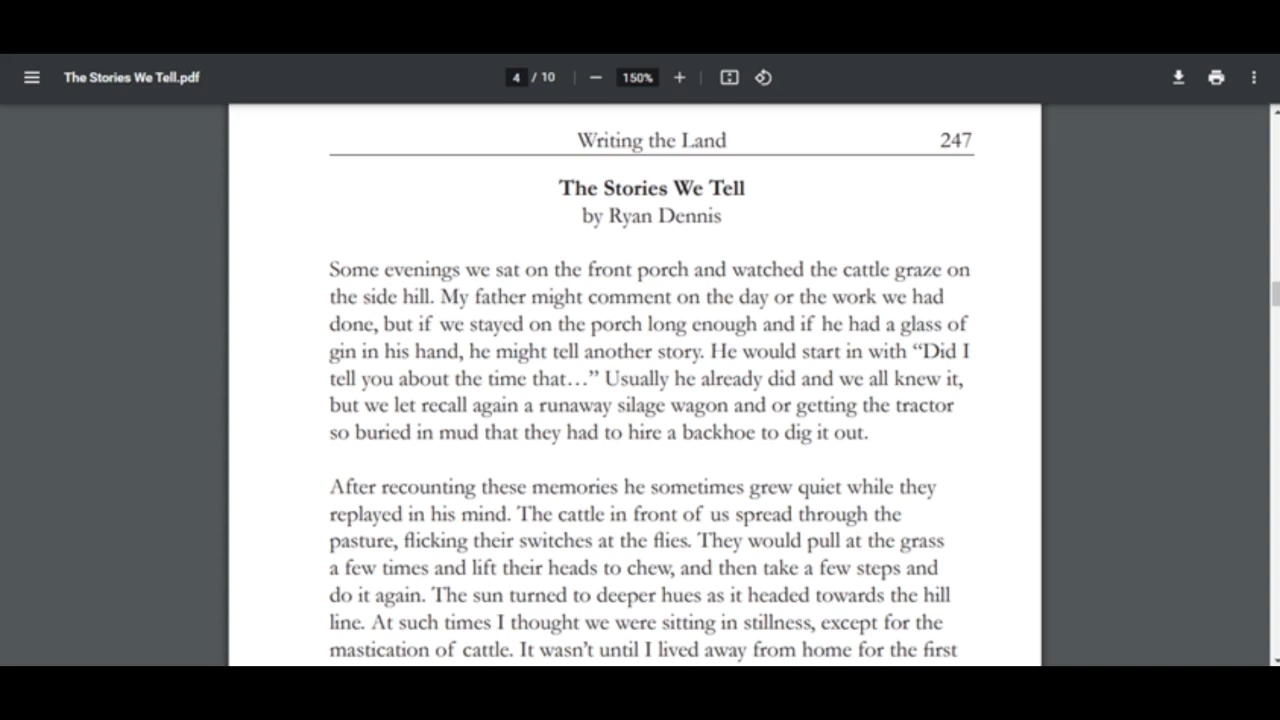 The Stories We Tell.pdf
4 / 10
150%
Writing the Land 247
The Stories We Tell
by Ryan Dennis
Some evenings we sat on the front porch and watched the cattle graze on
the side hill. My father might comment on the day or the work we had
done, but if we stayed on the porch long enough and if he had a glass of
gin in his hand, he might tell another story. He would start in with “Did I
tell you about the time that…” Usually he already did and we all knew it,
but we let recall again a runaway silage wagon and or getting the tractor
so buried in mud that they had to hire a backhoe to dig it out.
After recounting these memories he sometimes grew quiet while they
replayed in his mind. The cattle in front of us spread through the
pasture, flicking their switches at the flies. They would pull at the grass
a few times and lift their heads to chew, and then take a few steps and
do it again. The sun turned to deeper hues as it headed towards the hill
line. At such times I thought we were sitting in stillness, except for the
mastication of cattle. It wasn’t until I lived away from home for the first